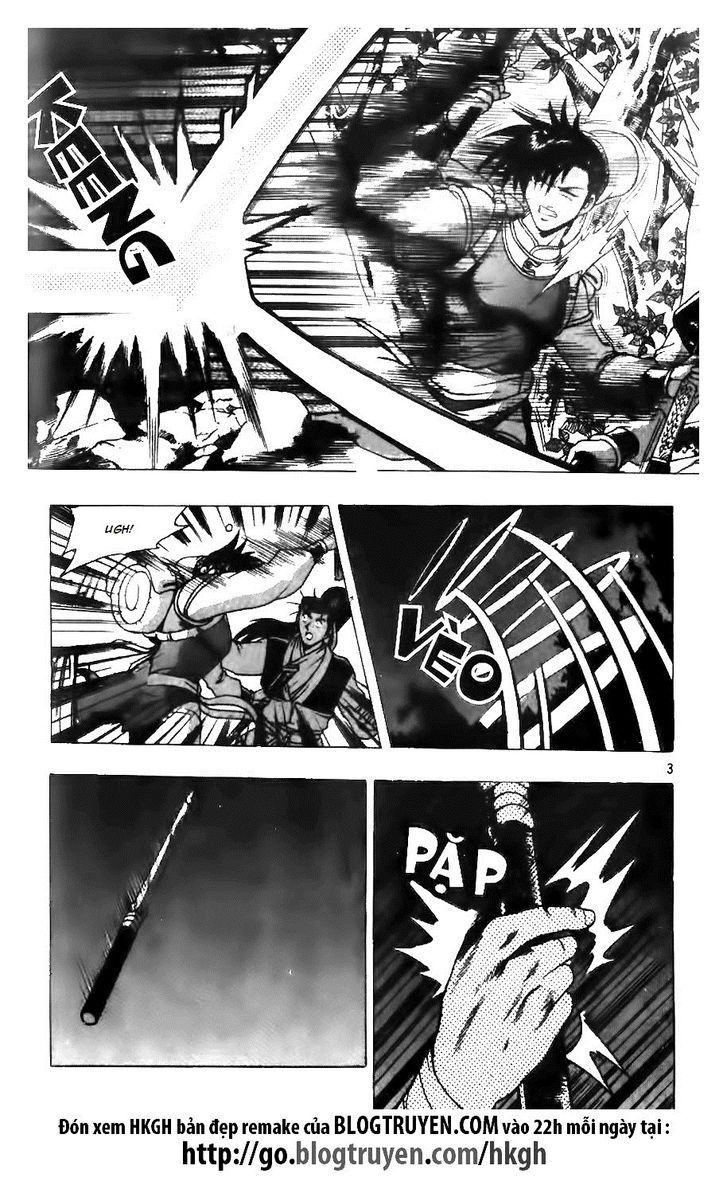 KEENG
UGH!
VÈO
3
PẶP
Đón xem HKGH bản đẹp remake của BLOGTRUYEN.COM vào 22h mỗi ngày tại :
http://go.blogtruyen.com/hkgh